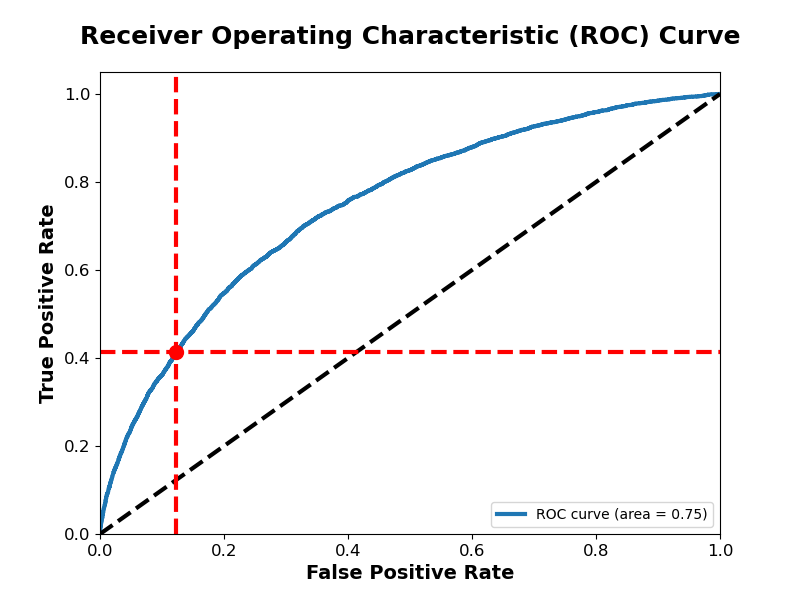 Receiver Operating Characteristic (ROC) Curve
True Positive Rate
1.0
0.8
0.6
0.4
0.2
0.0
ROC curve (area = 0.75)
0.0 0.2 0.4 0.6 0.8 1.0
False Positive Rate